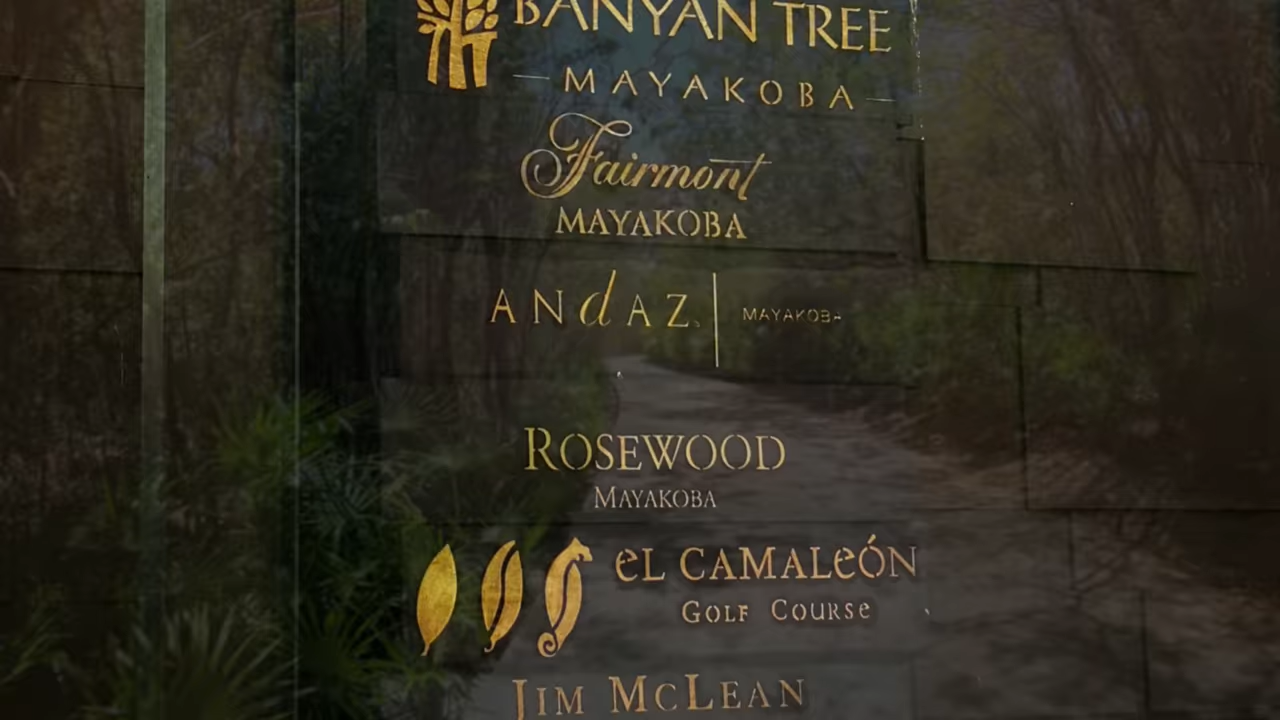 BANYAN TREE
MAYAKOBA
Fairmont
MAYAKOBA
ANdAZ
MAYAKOBA
ROSEWOOD
MAYAKOBA
eL CAMALeÓN
GOLF COURSe
JIM MCLEAN